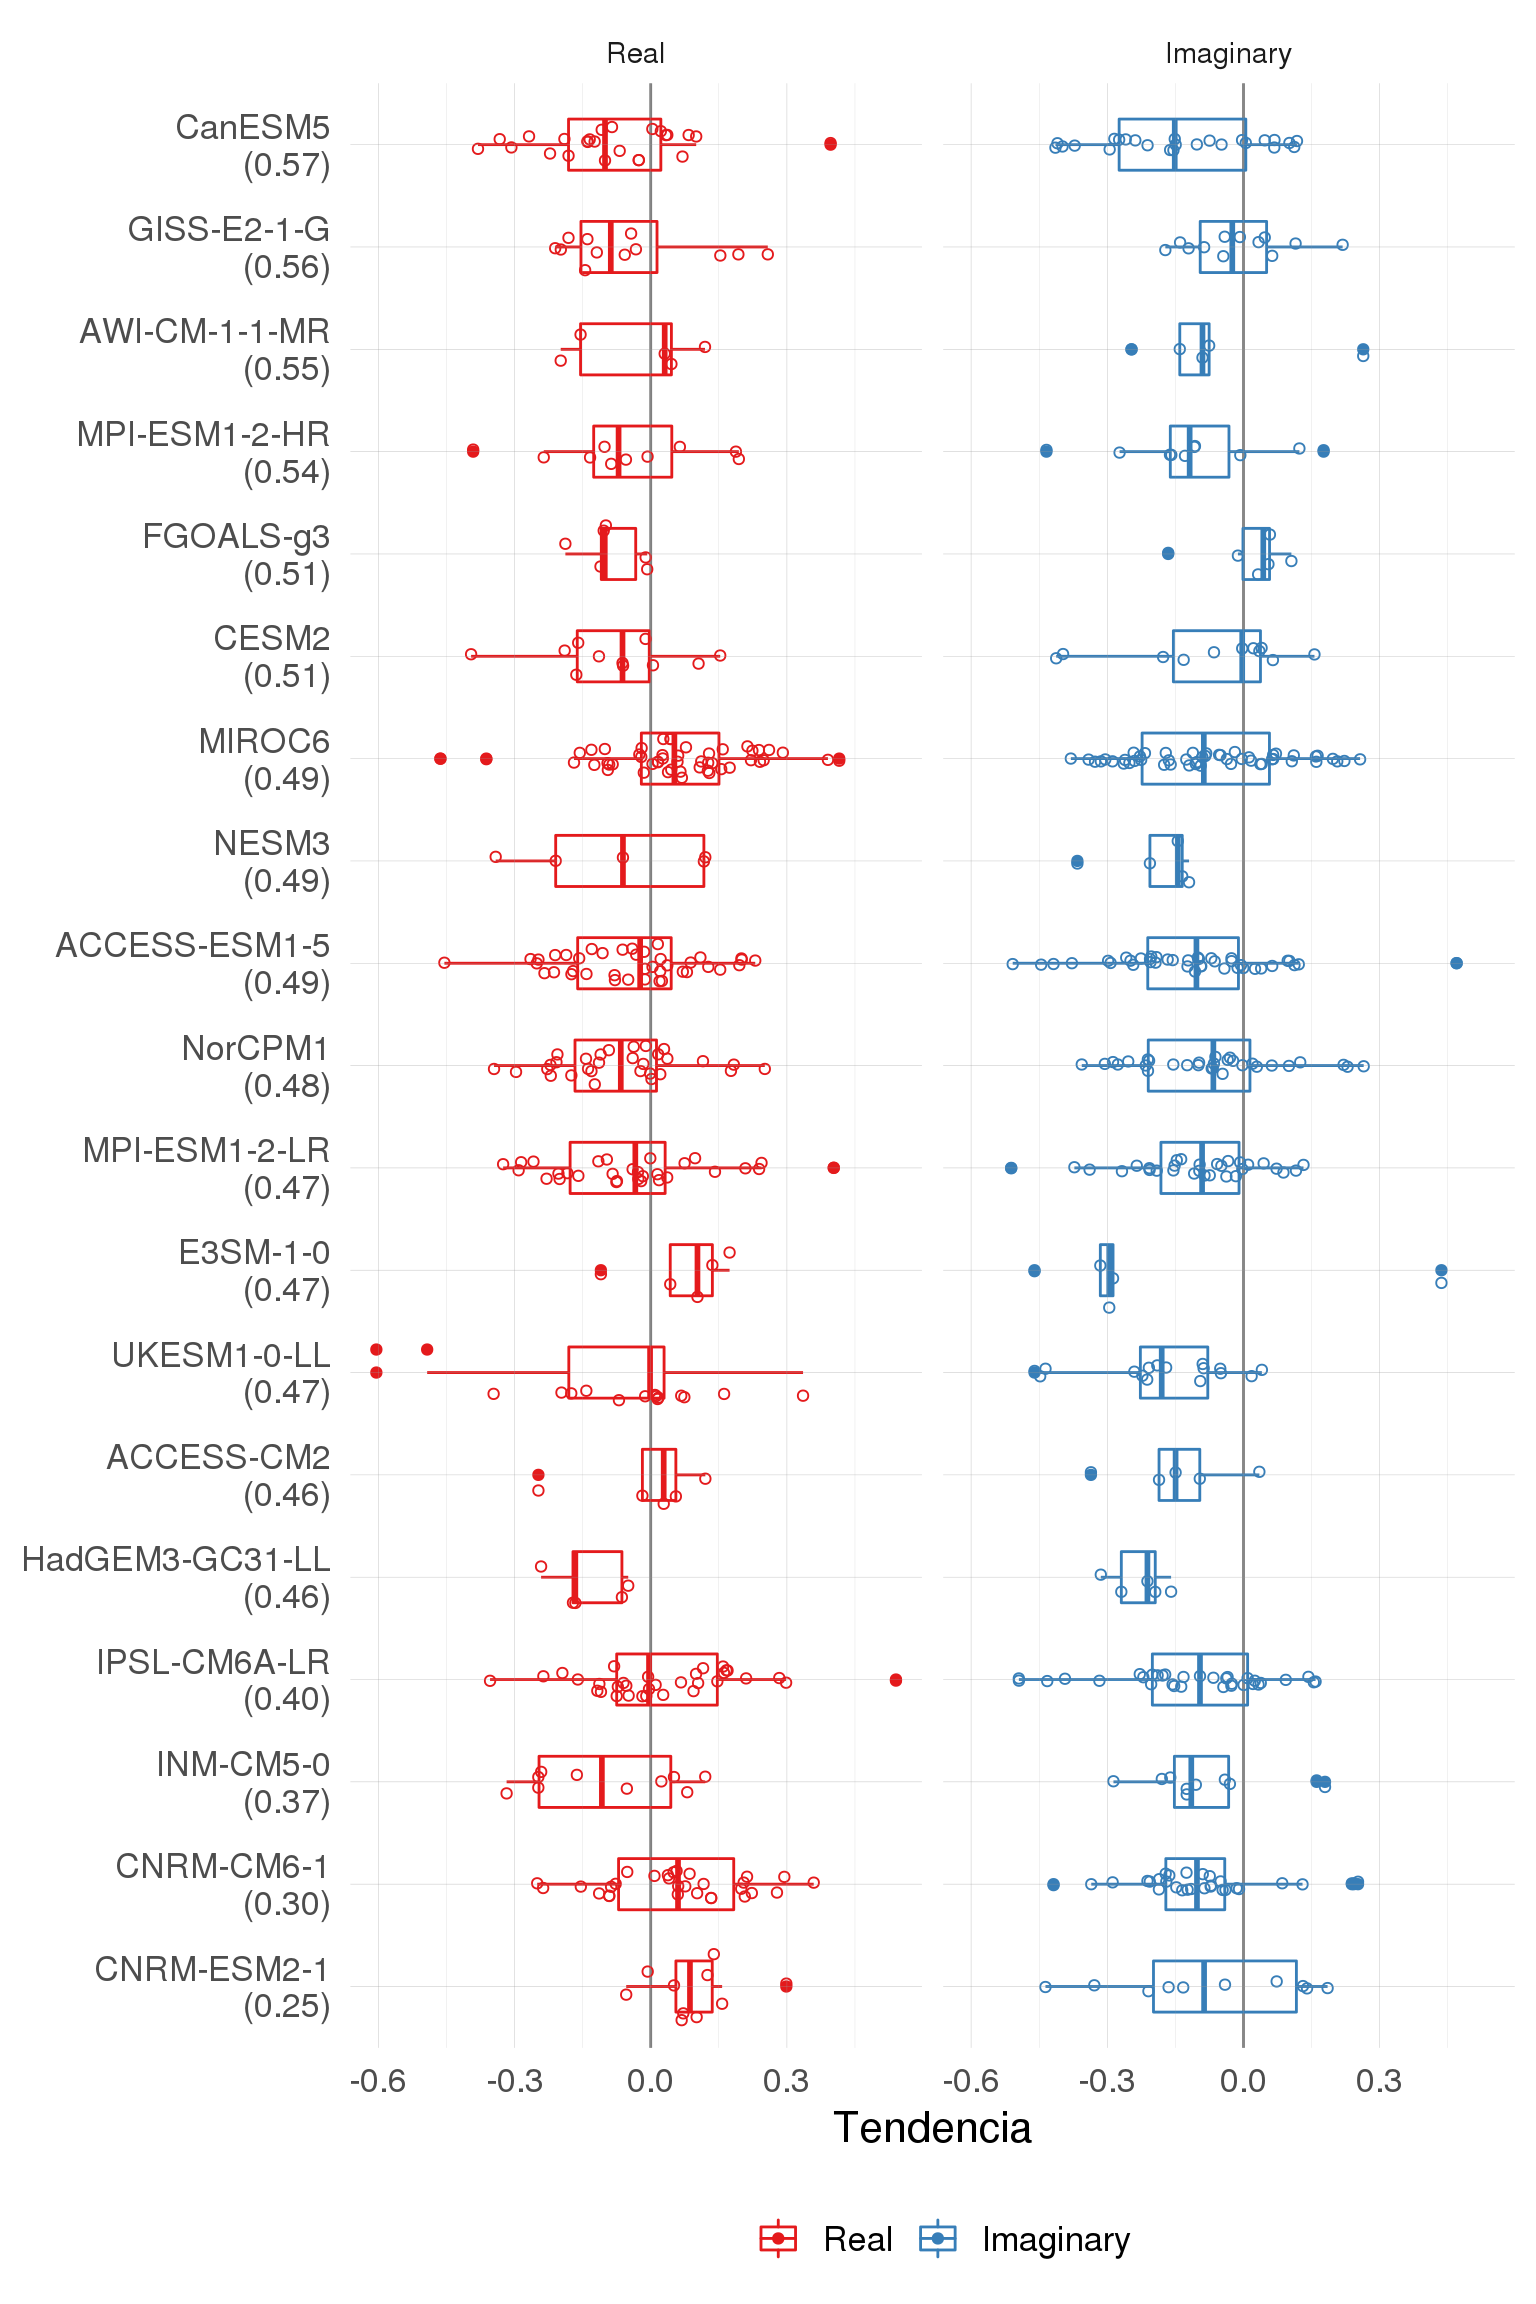 Real
Imaginary
CanESM5
(0.57)
GISS-E2-1-G
(0.56)
AWI-CM-1-1-MR
(0.55)
MPI-ESM1-2-HR
(0.54)
FGOALS-g3
(0.51)
CESM2
(0.51)
MIROC6
(0.49)
NESM3
(0.49)
ACCESS-ESM1-5
(0.49)
NorCPM1
(0.48)
MPI-ESM1-2-LR
(0.47)
E3SM-1-0
(0.47)
UKESM1-0-LL
(0.47)
ACCESS-CM2
(0.46)
HadGEM3-GC31-LL
(0.46)
IPSL-CM6A-LR
(0.40)
INM-CM5-0
(0.37)
CNRM-CM6-1
(0.30)
CNRM-ESM2-1
(0.25)
-0.6 -0.3 0.0 0.3
-0.6 -0.3 0.0 0.3
Tendencia
Real
Imaginary